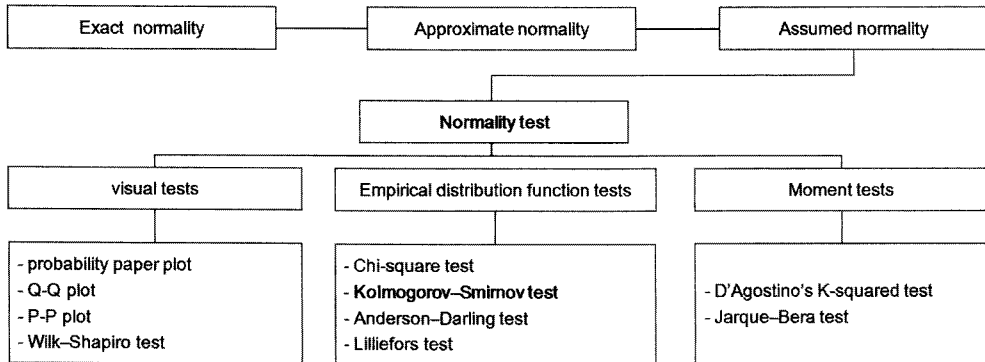 Exact normality
Approximate normality
Assumed normality
Normality test
visual tests
Empirical distribution function tests
Moment tests
- probability paper plot
- Q-Q plot
- P-P plot
- Wilk–Shapiro test
- Chi-square test
- Kolmogorov–Smirnov test
- Anderson–Darling test
- Lilliefors test
- D'Agostino's K-squared test
- Jarque–Bera test